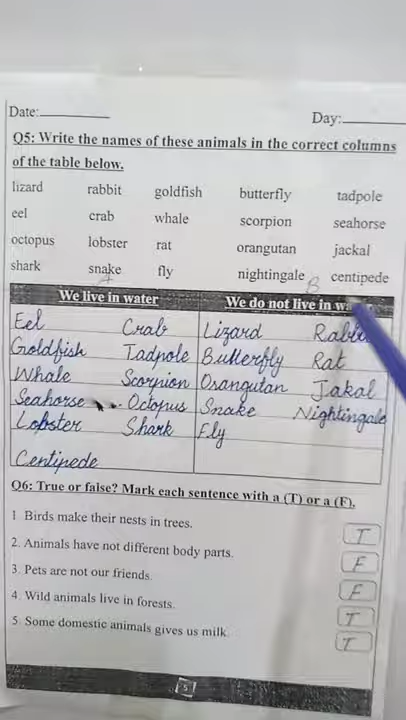 Date:
Day:
Q5: Write the names of these animals in the correct columns
of the table below.
lizard rabbit goldfish butterfly tadpole
eel crab whale scorpion seahorse
octopus lobster rat orangutan jackal
shark snake fly nightingale centipede
We live in water We do not live in
Eel Crab Lizard
Goldfish Tadpole Butterfly Rat
Whale Scorpion Orangutan Jakal
Seahorse Octopus Snake Nightingale
Lobster Shark Fly
Centipede
Q6: True or false? Mark each sentence with a (T) or a (F).
1 Birds make their nests in trees. T
2. Animals have not different body parts. F
3. Pets are not our friends. F
4. Wild animals live in forests. T
5. Some domestic animals gives us milk. T
5